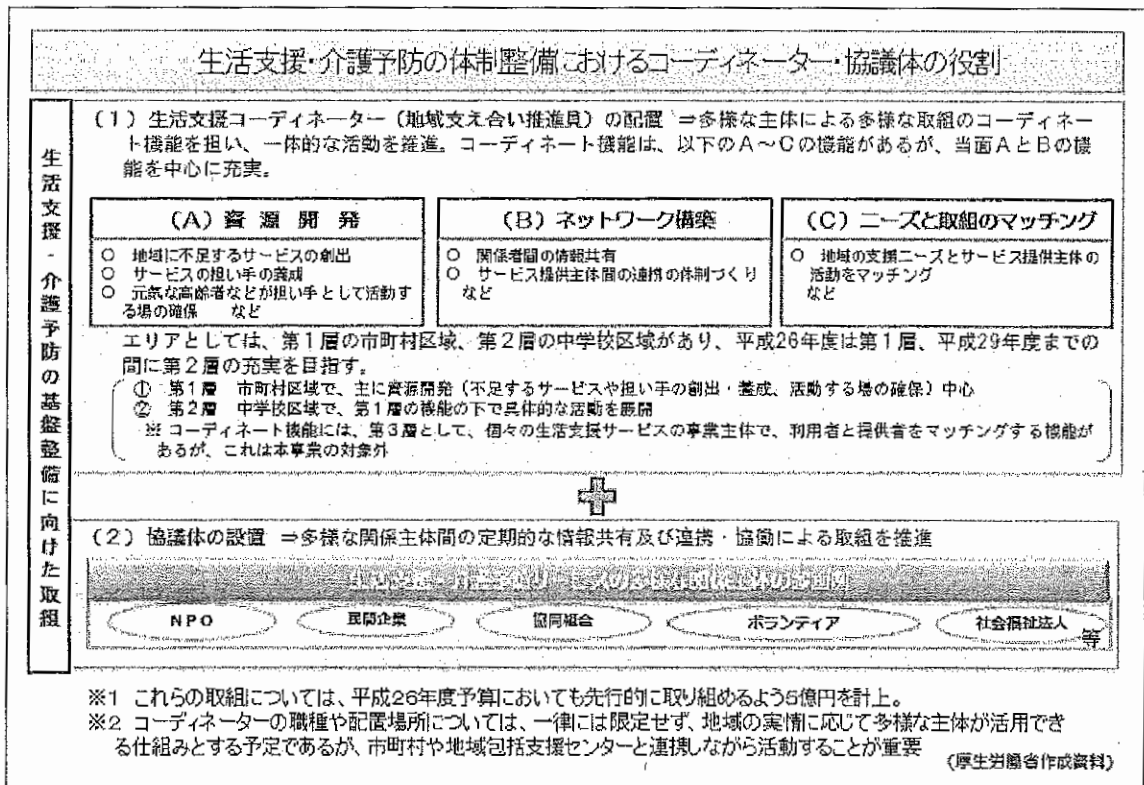 生活支援・介護予防の体制整備におけるコーディネーター・協議体の役割
生活支援・介護予防の基盤整備に向けた取組
（１）生活支援コーディネーター（地域支え合い推進員）の配置 ⇒多様な主体による多様な取組のコーディネー
ト機能を担い、一体的な活動を推進。コーディネート機能は、以下のA～Cの機能があるが、当面AとBの機
能を中心に充実。
（A）資源開発
○ 地域に不足するサービスの創出
○ サービスの担い手の養成
○ 元気な高齢者などが担い手として活動す
る場の確保 など
（B）ネットワーク構築
○ 関係者間の情報共有
○ サービス提供主体間の連携の体制づくり
など
（C）ニーズと取組のマッチング
○ 地域の支援ニーズとサービス提供主体の
活動をマッチング
など
エリアとしては、第１層の市町村区域、第２層の中学校区域があり、平成26年度は第１層、平成29年度までの
間に第２層の充実を目指す。
① 第１層 市町村区域で、主に資源開発（不足するサービスや担い手の創出・養成、活動する場の確保）中心
② 第２層 中学校区域で、第１層の機能の下で具体的な活動を展開
※ コーディネート機能には、第３層として、個々の生活支援サービスの事業主体で、利用者と提供者をマッチングする機能が
あるが、これは本事業の対象外
（２）協議体の設置 ⇒多様な関係主体間の定期的な情報共有及び連携・協働による取組を推進
生活支援・介護予防サービスの多様な関係主体の参画例
NPO
民間企業
協同組合
ボランティア
社会福祉法人
等
※1 これらの取組については、平成26年度予算においても先行的に取り組めるよう5億円を計上。
※2 コーディネーターの職種や配置場所については、一律には限定せず、地域の実情に応じて多様な主体が活用でき
る仕組みとする予定であるが、市町村や地域包括支援センターと連携しながら活動することが重要
（厚生労働省作成資料）